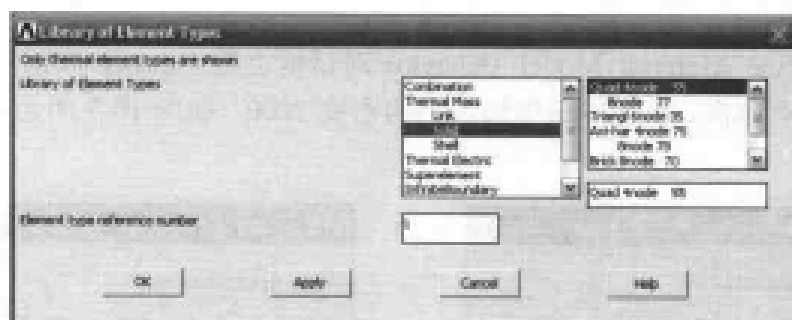 Library of Element Types
Only thermal element types are shown
Library of Element Types
Combination
Thermal Mass
Link
Solid
Shell
Thermal Electric
Superelement
InfiniteBoundary
Quad 4node 55
8node 77
Triangl 6node 35
Axi-har 4node 75
8node 78
Brick 8node 70
Quad 4node 55
Element type reference number
1
OK
Apply
Cancel
Help